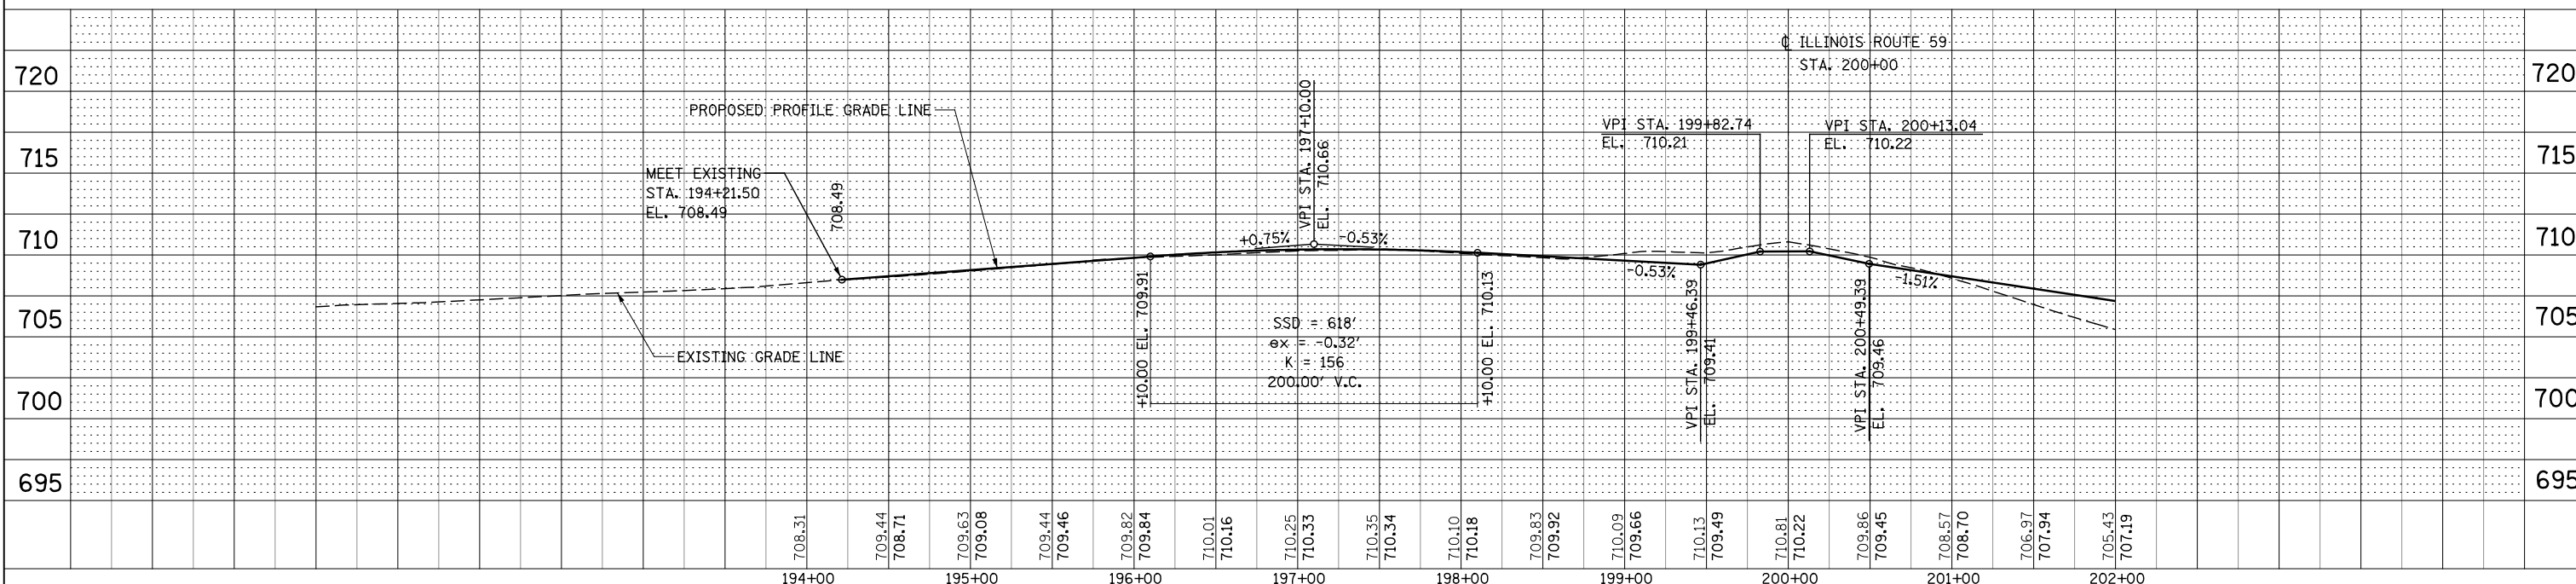 720
715
710
705
700
695
720
715
710
705
700
695
PROPOSED PROFILE GRADE LINE
MEET EXISTING
STA. 194+21.50
EL. 708.49
708.49
EXISTING GRADE LINE
+0.75%
-0.53%
VPI STA. 197+10.00
EL. 710.66
+10.00 EL. 709.91
SSD = 618'
ex = -0.32'
K = 156
200.00' V.C.
+10.00 EL. 710.13
℄ ILLINOIS ROUTE 59
STA. 200+00
VPI STA. 199+82.74
EL. 710.21
VPI STA. 200+13.04
EL. 710.22
-0.53%
VPI STA. 199+46.39
EL. 709.41
VPI STA. 200+49.39
EL. 709.46
-1.51%
708.31
709.44
708.71
709.63
709.08
709.44
709.46
709.82
709.84
710.01
710.16
710.25
710.33
710.35
710.34
710.10
710.18
709.83
709.92
710.09
709.66
710.13
709.49
710.81
710.22
709.86
709.45
708.57
708.70
706.97
707.94
705.43
707.19
194+00
195+00
196+00
197+00
198+00
199+00
200+00
201+00
202+00